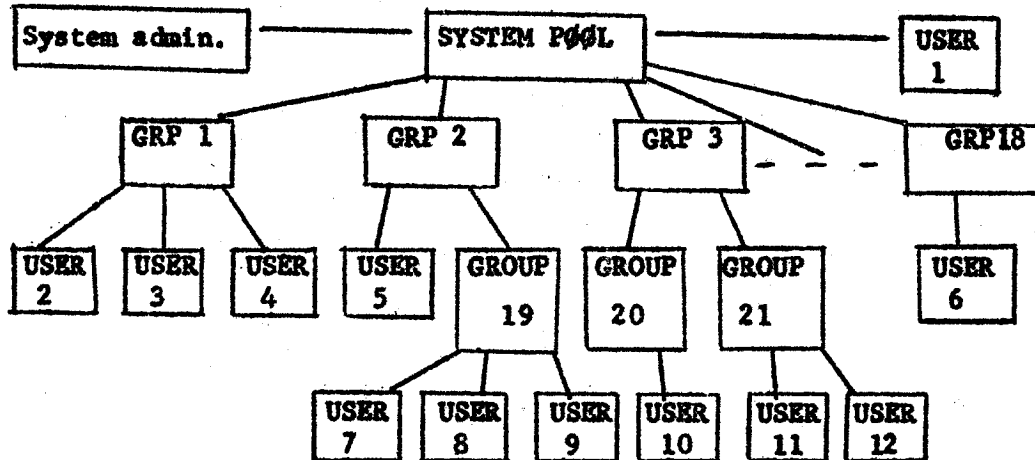 System admin.
SYSTEM PØØL
USER
1
GRP 1
GRP 2
GRP 3
GRP18
USER
2
USER
3
USER
4
USER
5
GROUP
19
GROUP
20
GROUP
21
USER
6
USER
7
USER
8
USER
9
USER
10
USER
11
USER
12